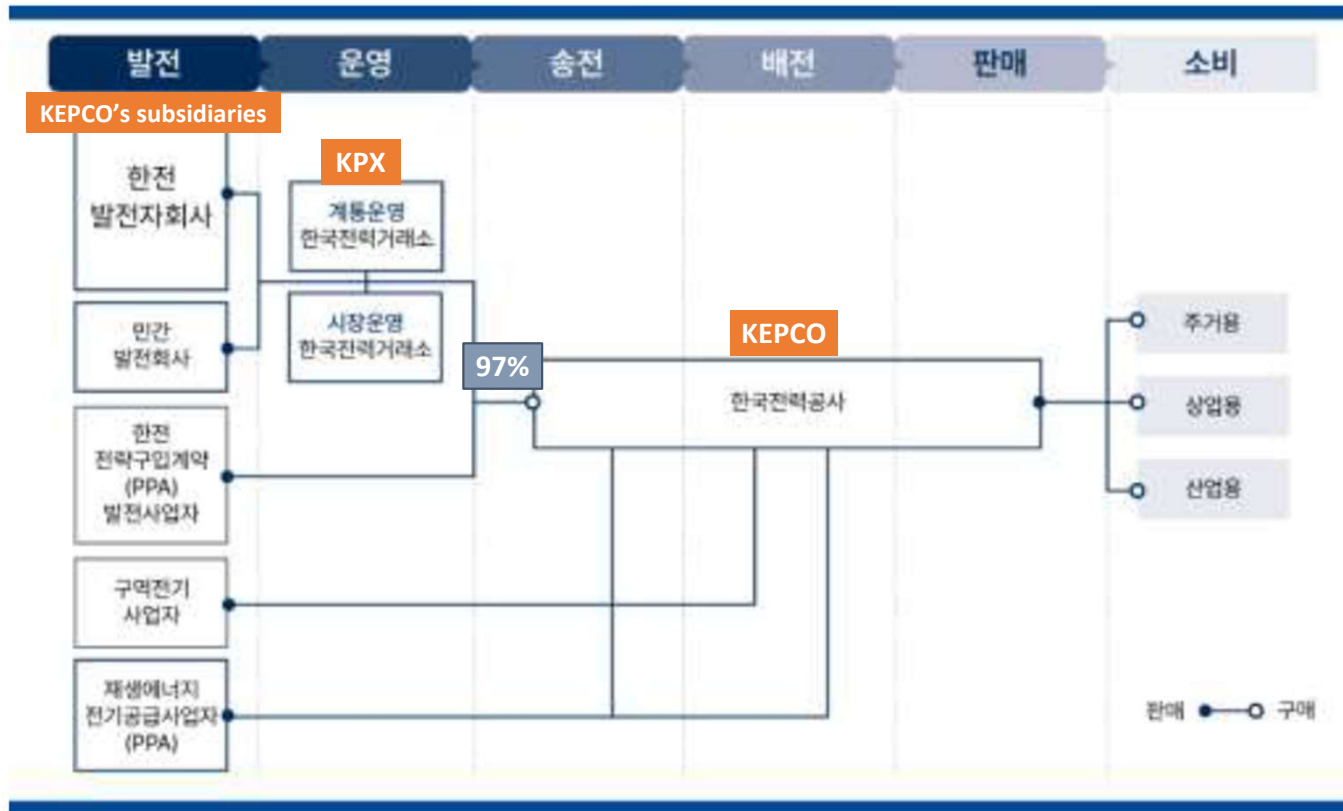 발전
운영
송전
배전
판매
소비
KEPCO's subsidiaries
한전
발전자회사
KPX
계통운영
한국전력거래소
민간
발전회사
시장운영
한국전력거래소
97%
KEPCO
한국전력공사
주거용
상업용
산업용
한전
전략구입계약
(PPA)
발전사업자
구역전기
사업자
재생에너지
전기공급사업자
(PPA)
판매
구매